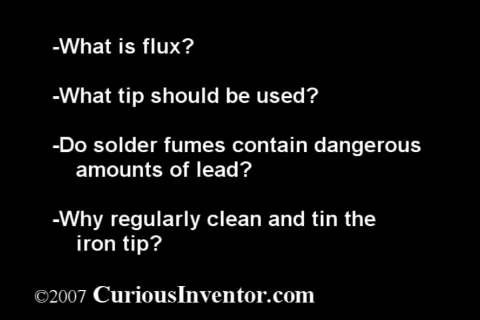 -What is flux?
-What tip should be used?
-Do solder fumes contain dangerous
amounts of lead?
-Why regularly clean and tin the
iron tip?
©2007 CuriousInventor.com